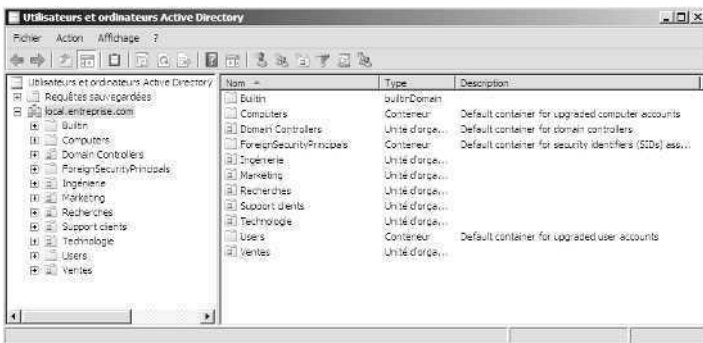 Utilisateurs et ordinateurs Active Directory
Fichier Action Affichage ?
Utilisateurs et ordinateurs Active Directory
Requêtes sauvegardées
local.entreprise.com
Builtin
Computers
Domain Controllers
ForeignSecurityPrincipals
Ingénierie
Marketing
Recherches
Support clients
Technologie
Users
Ventes
Nom Type Description
Builtin builtinDomain
Computers Conteneur Default container for upgraded computer accounts
Domain Controllers Unité d'orga... Default container for domain controllers
ForeignSecurityPrincipals Conteneur Default container for security identifiers (SIDs) ass...
Ingénierie Unité d'orga...
Marketing Unité d'orga...
Recherches Unité d'orga...
Support clients Unité d'orga...
Technologie Unité d'orga...
Users Conteneur Default container for upgraded user accounts
Ventes Unité d'orga...